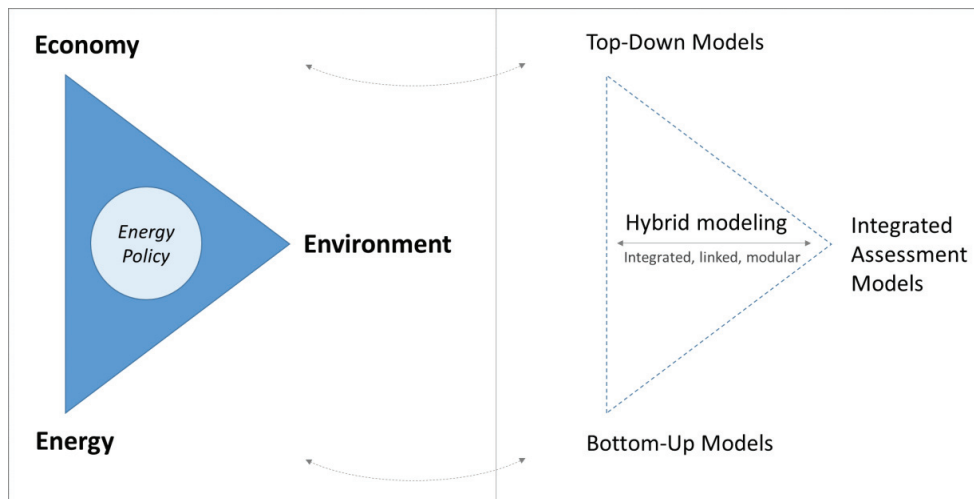 Economy
Energy
Policy
Environment
Energy
Top-Down Models
Hybrid modeling
Integrated, linked, modular
Integrated
Assessment
Models
Bottom-Up Models